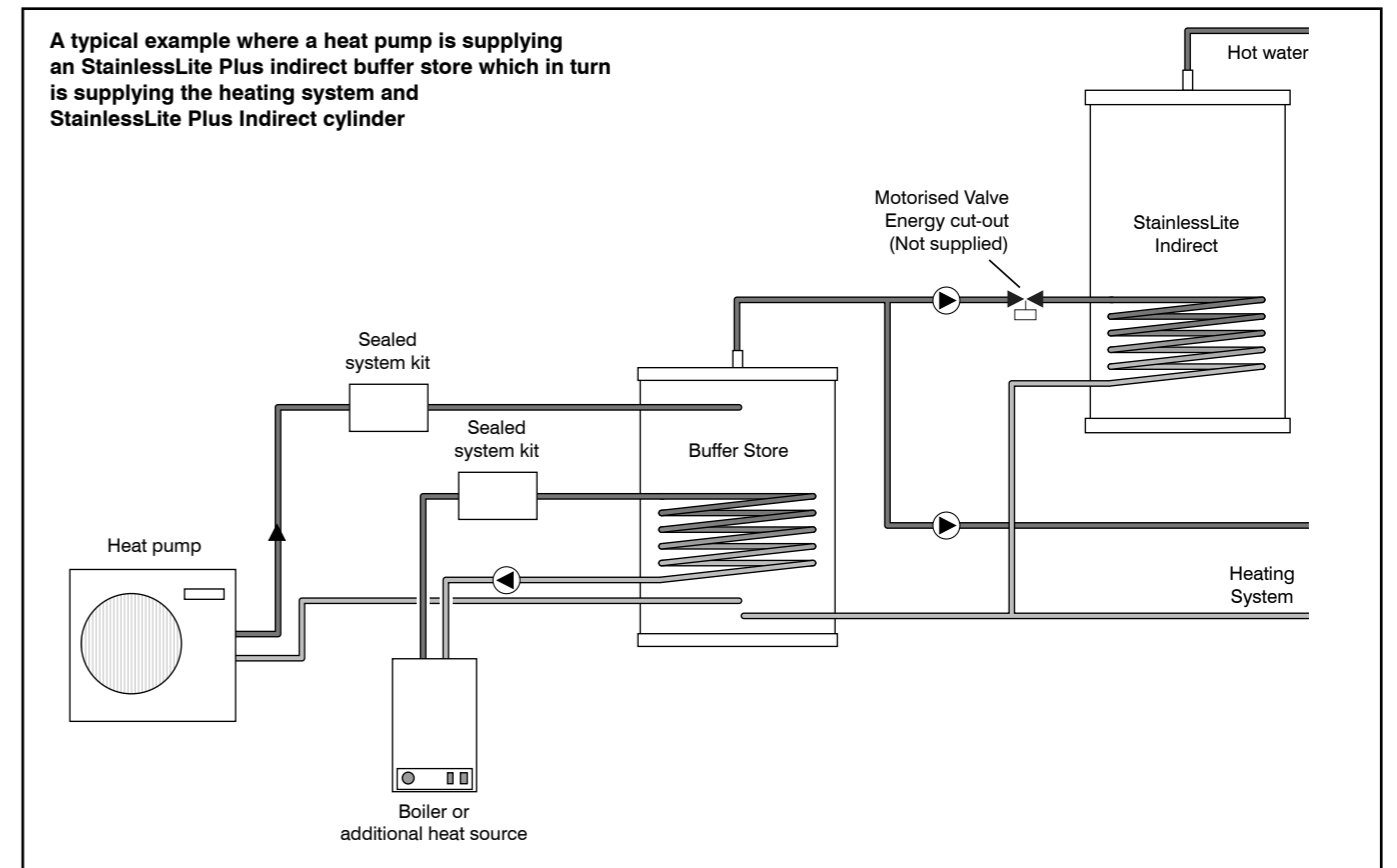 A typical example where a heat pump is supplying
an StainlessLite Plus indirect buffer store which in turn
is supplying the heating system and
StainlessLite Plus Indirect cylinder
Hot water
Motorised Valve
Energy cut-out
(Not supplied)
StainlessLite
Indirect
Sealed
system kit
Sealed
system kit
Buffer Store
Heat pump
Heating
System
Boiler or
additional heat source